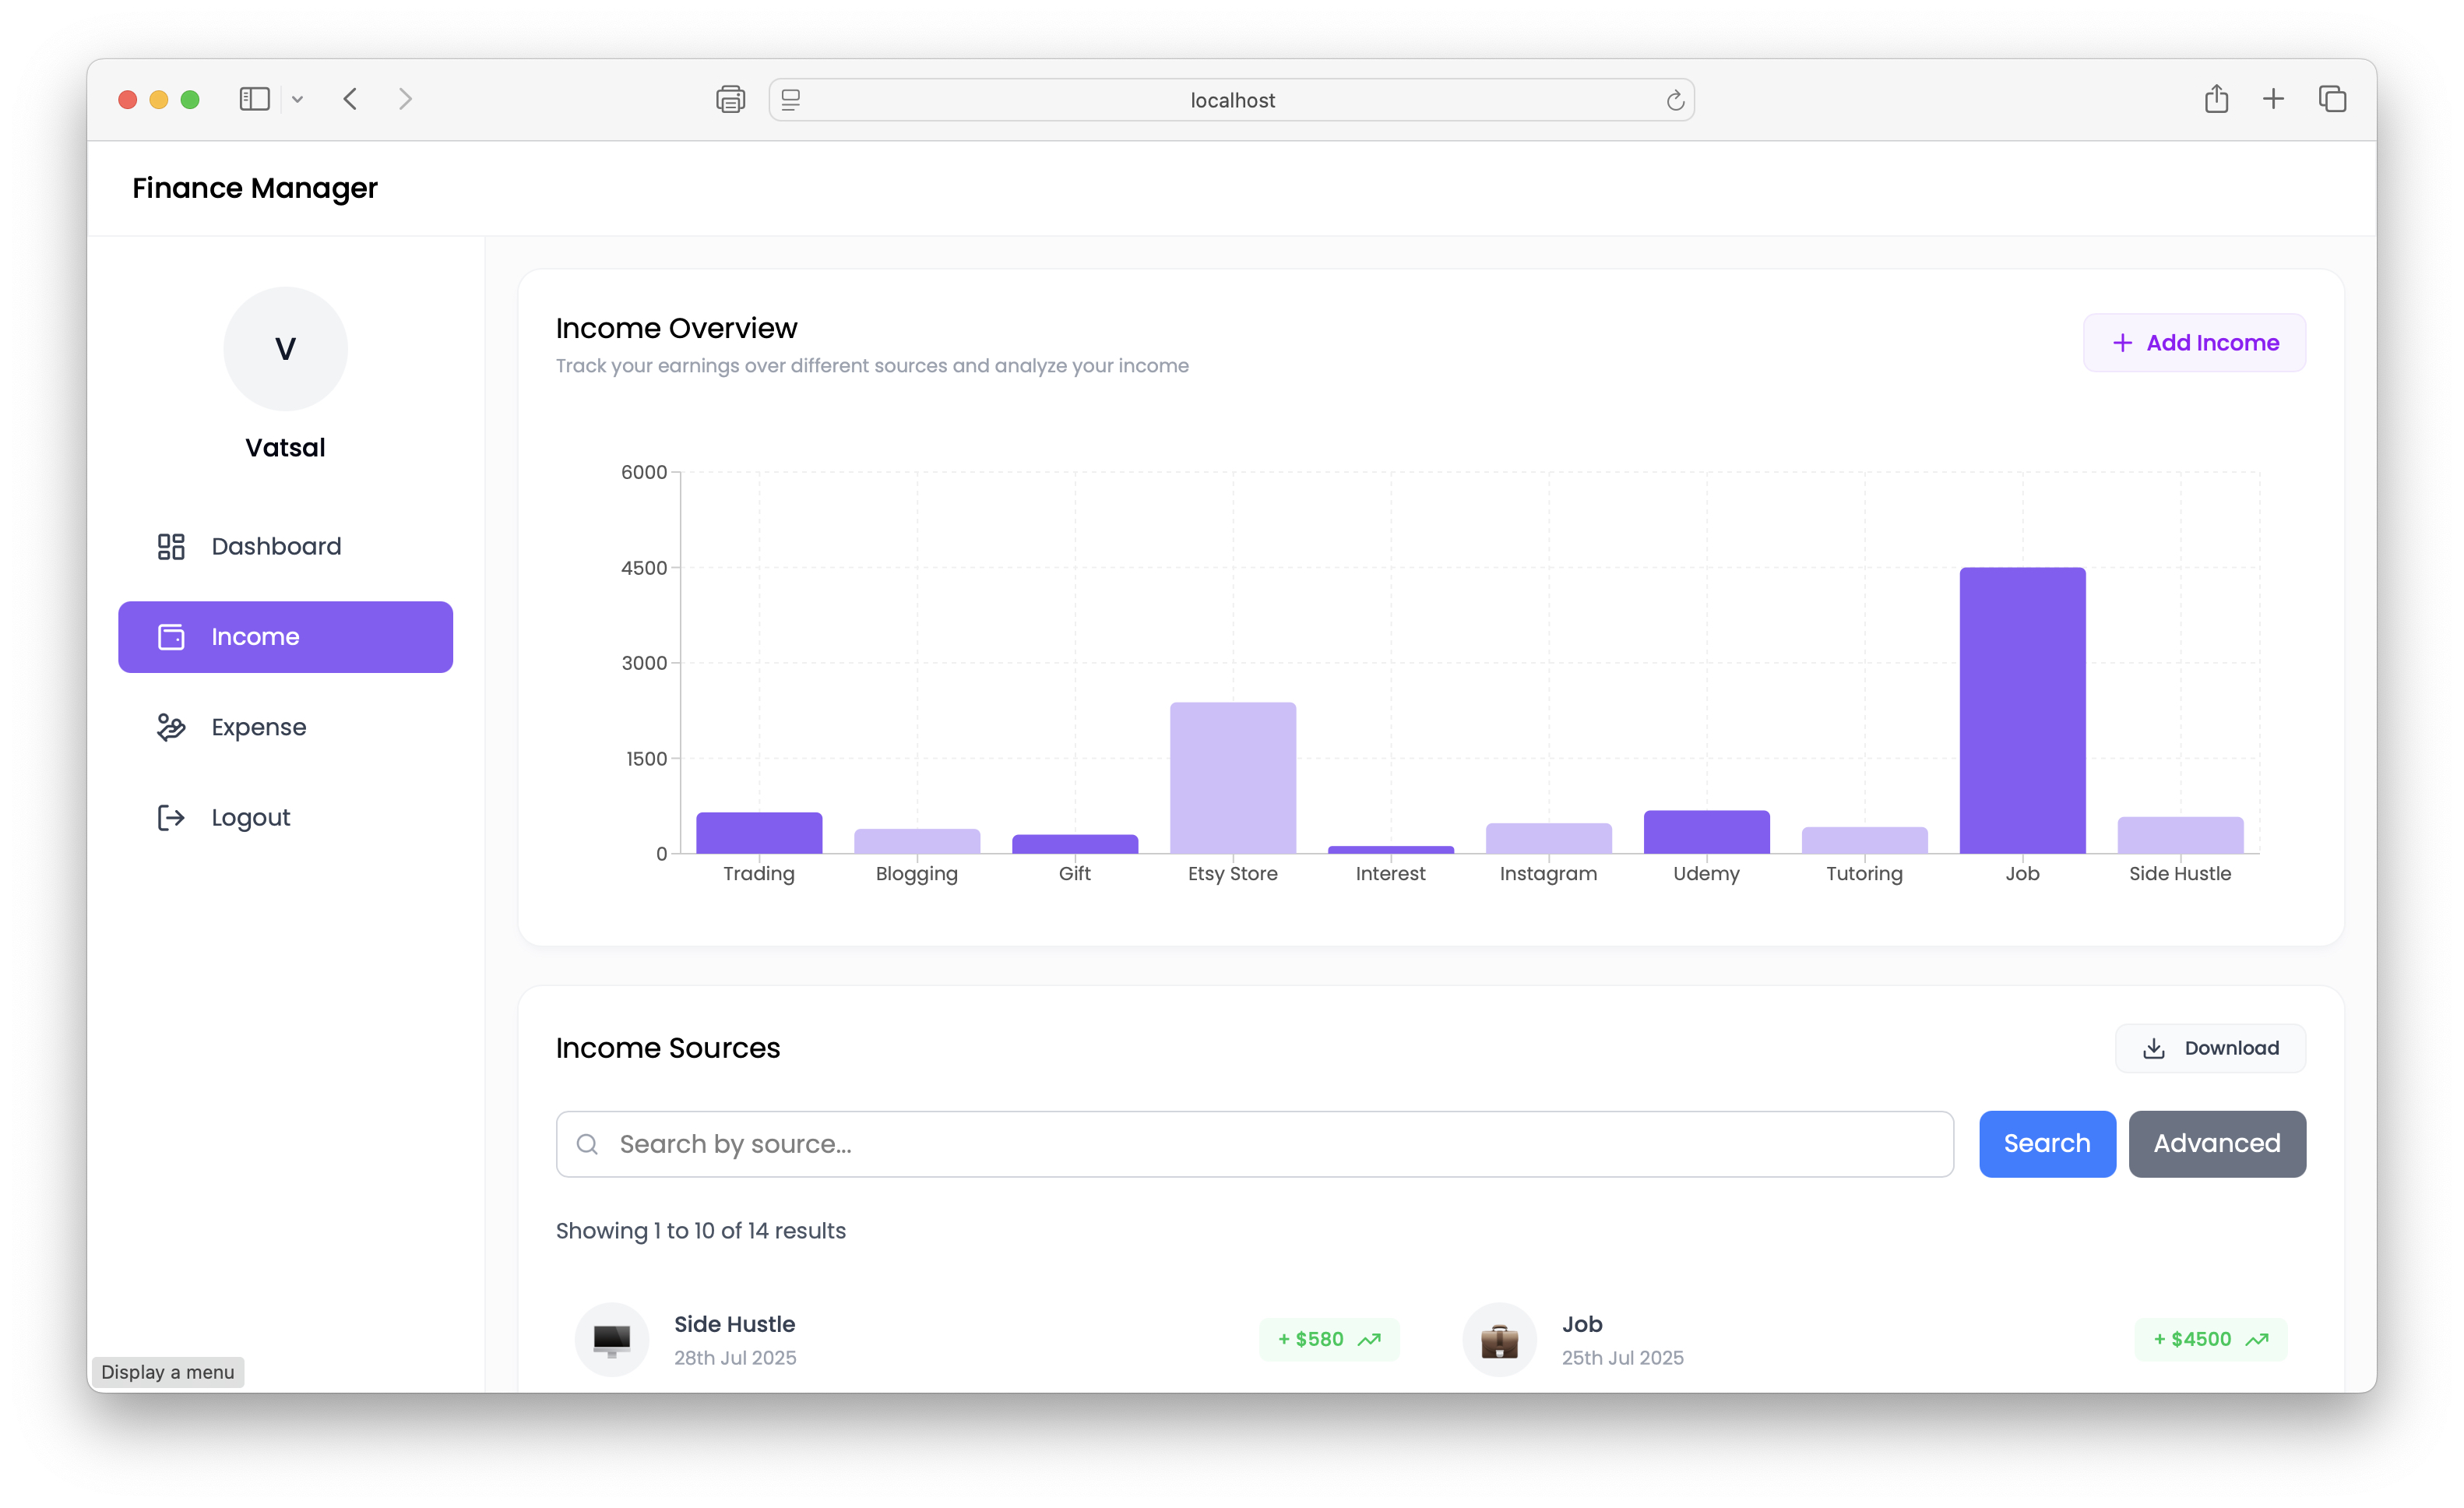 localhost
Finance Manager
V
Vatsal
Dashboard
Income
Expense
Logout
Income Overview
Track your earnings over different sources and analyze your income
+ Add Income
6000
4500
3000
1500
0
Trading Blogging Gift Etsy Store Interest Instagram Udemy Tutoring Job Side Hustle
Income Sources
Download
Search by source...
Search
Advanced
Showing 1 to 10 of 14 results
Side Hustle
28th Jul 2025
+ $580
Job
25th Jul 2025
+ $4500
Display a menu